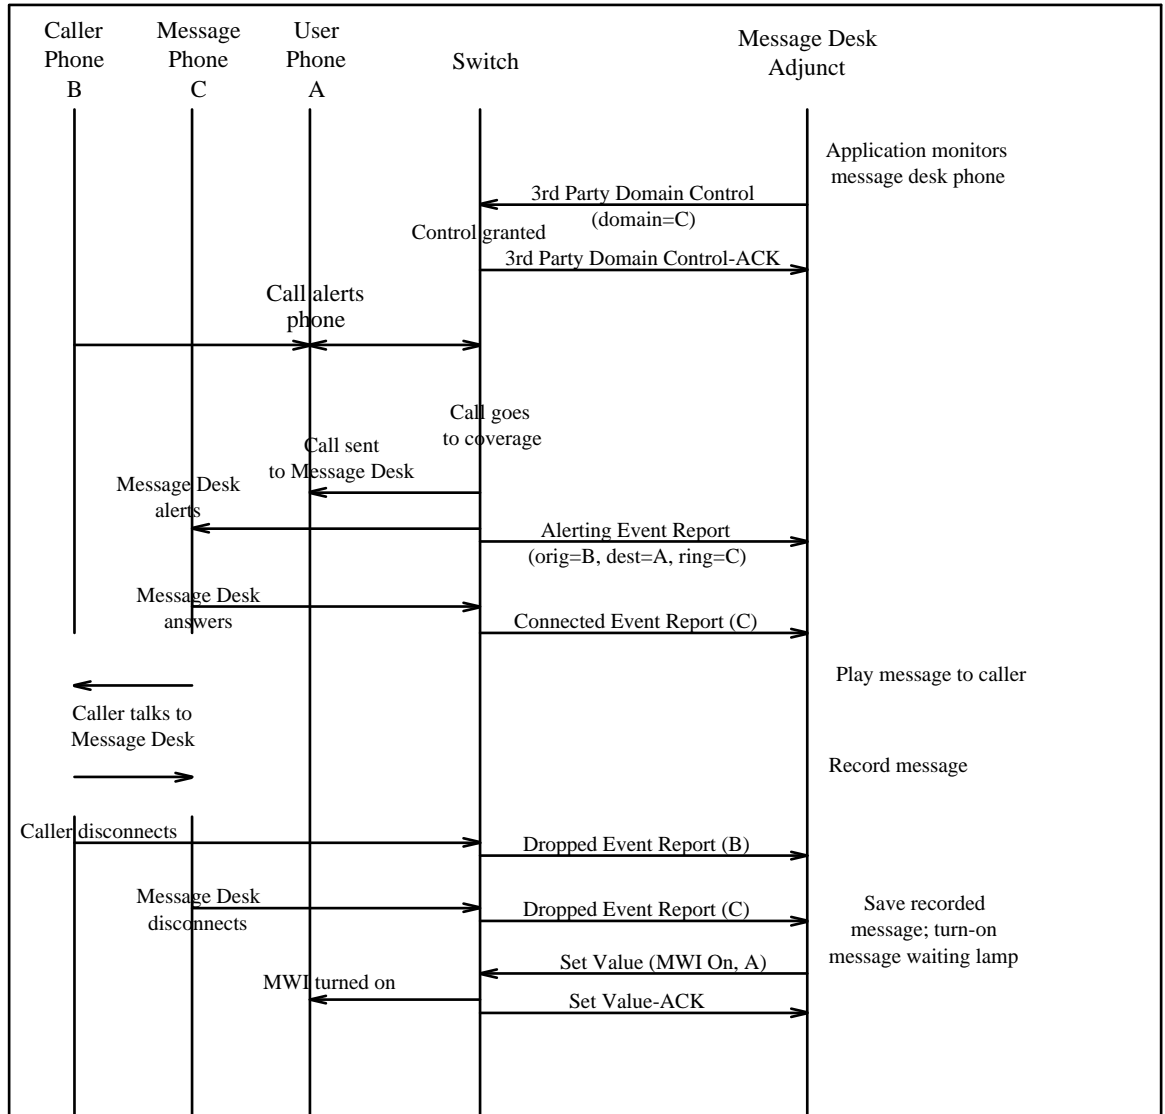 Caller
Phone
B
Message
Phone
C
User
Phone
A
Switch
Message Desk
Adjunct
Application monitors
message desk phone
3rd Party Domain Control
(domain=C)
Control granted
3rd Party Domain Control-ACK
Call alerts
phone
Call goes
to coverage
Call sent
to Message Desk
Message Desk
alerts
Alerting Event Report
(orig=B, dest=A, ring=C)
Message Desk
answers
Connected Event Report (C)
Play message to caller
Caller talks to
Message Desk
Record message
Caller disconnects
Dropped Event Report (B)
Message Desk
disconnects
Dropped Event Report (C)
Save recorded
message; turn-on
message waiting lamp
Set Value (MWI On, A)
MWI turned on
Set Value-ACK